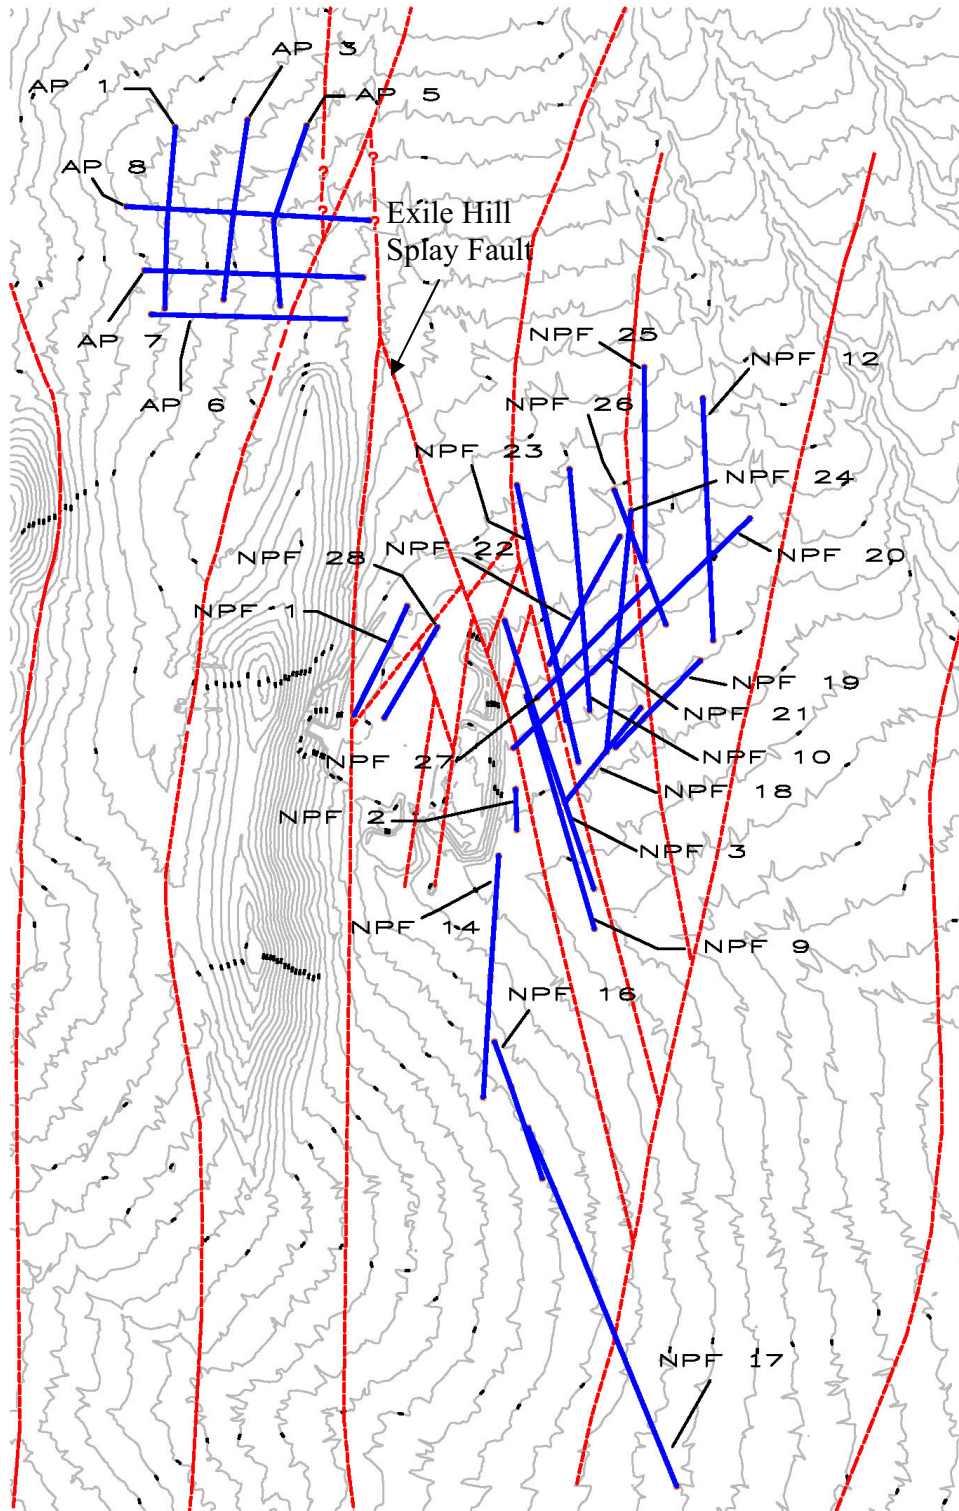 AP 3
AP 1
AP 5
AP 8
?
?
?
?
Exile Hill
Splay Fault
AP 7
NPF 25
NPF 12
AP 6
NPF 26
NPF 23
NPF 24
NPF 28
NPF 22
NPF 20
NPF 1
NPF 19
NPF 21
NPF 27
NPF 10
NPF 18
NPF 2
NPF 3
NPF 14
NPF 9
NPF 16
NPF 17